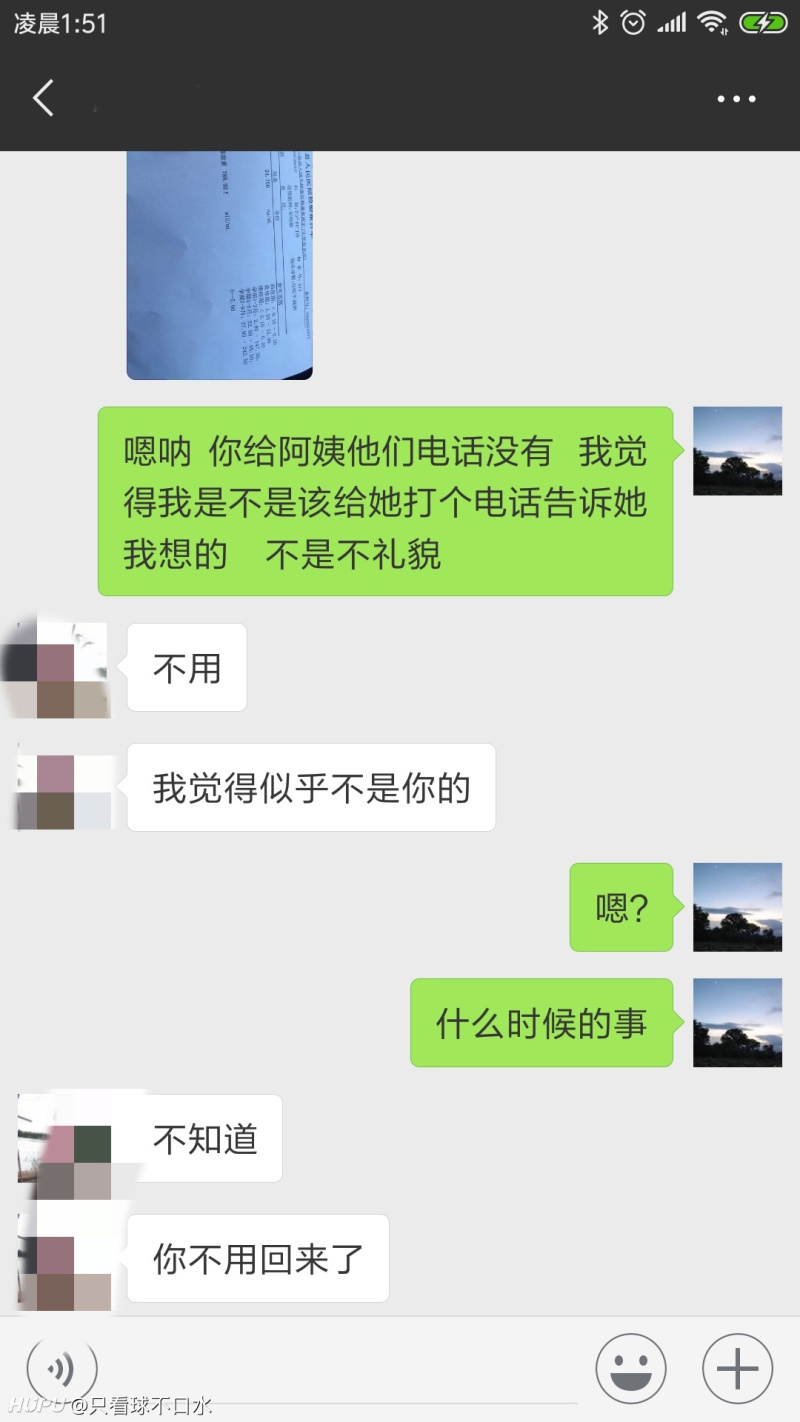 凌晨1:51
嗯呐 你给阿姨他们电话没有 我觉
得我是不是该给她打个电话告诉她
我想的 不是不礼貌
不用
我觉得似乎不是你的
嗯?
什么时候的事
不知道
你不用回来了
HUPU @只看球不口水